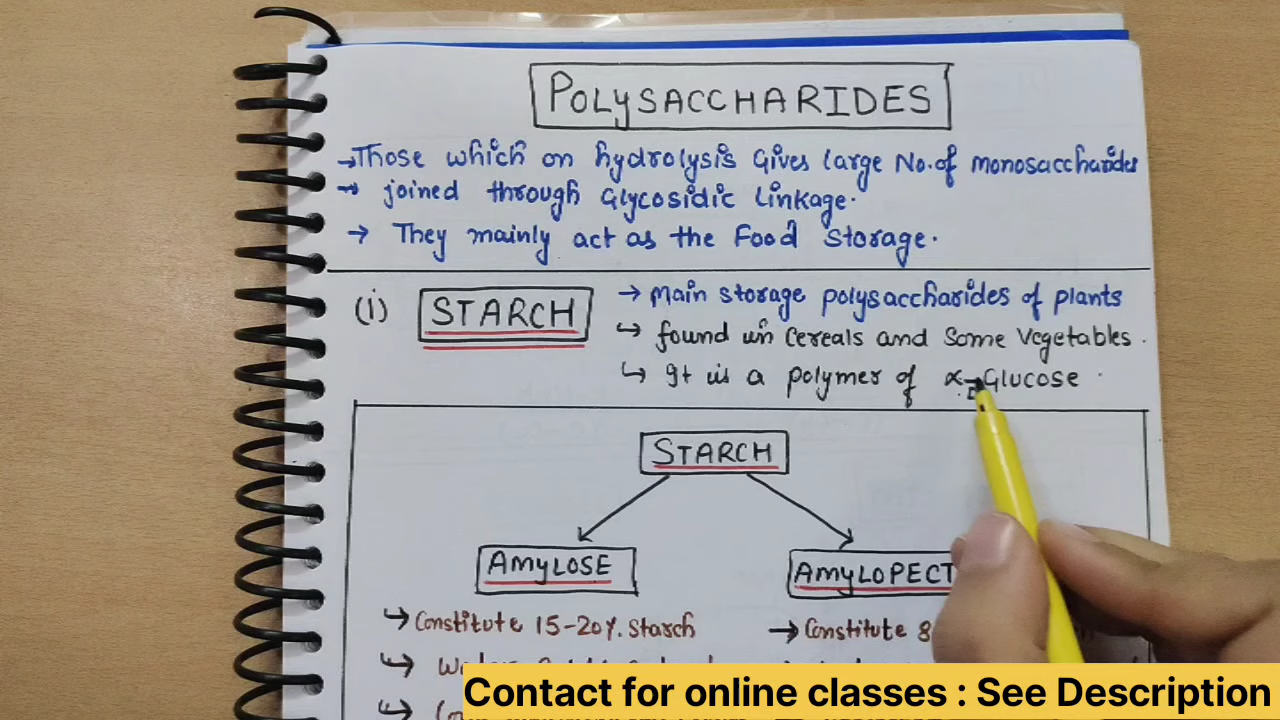 POLYSACCHARIDES
→Those which on hydrolysis Gives large No. of monosaccharides
→ joined through Glycosidic Linkage.
→ They mainly act as the Food Storage.
(i) STARCH
→ Main storage polysaccharides of plants
↳ found in Cereals and Some Vegetables.
↳ It is a polymer of α-Glucose
STARCH
AMYLOSE
AMYLOPECT
↳ Constitute 15-20%. Starch
→ Constitute 8
Contact for online classes : See Description